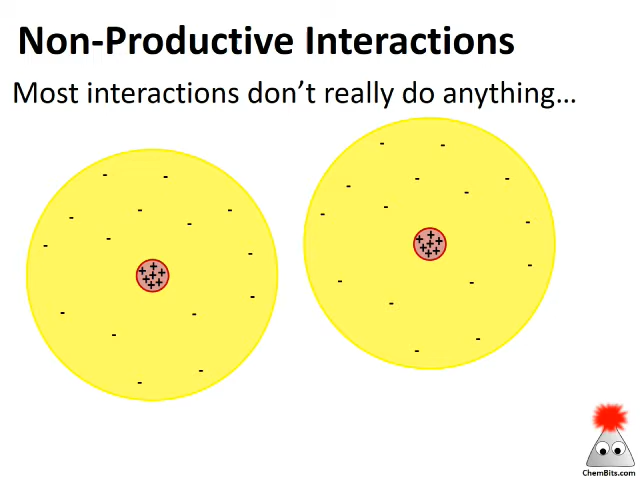 Non-Productive Interactions
Most interactions don't really do anything…
ChemBits.com